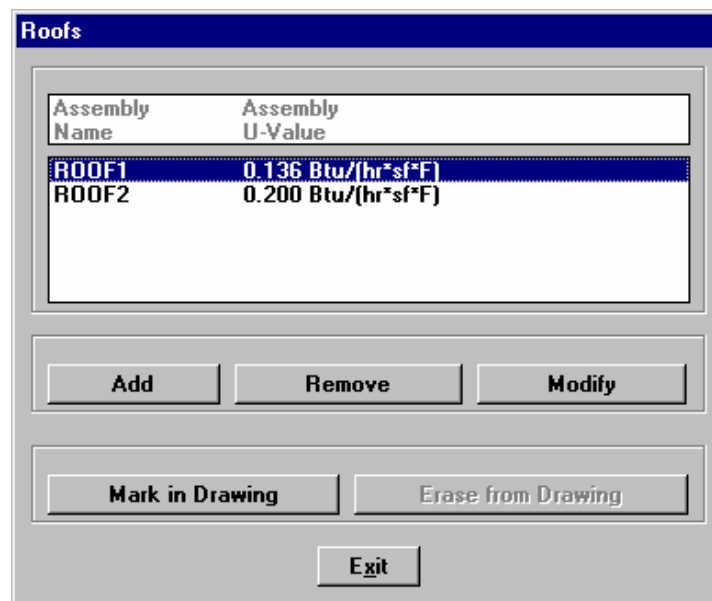 Roofs
Assembly Assembly
Name U-Value
ROOF1 0.136 Btu/(hr*sf*F)
ROOF2 0.200 Btu/(hr*sf*F)
Add Remove Modify
Mark in Drawing Erase from Drawing
Exit